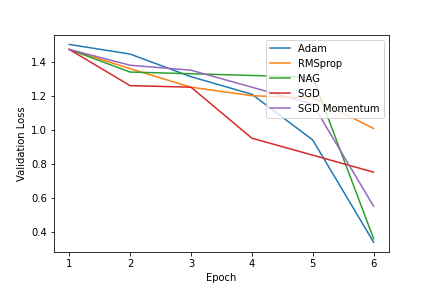 1.4
1.2
1.0
0.8
0.6
0.4
Validation Loss
Adam
RMSprop
NAG
SGD
SGD Momentum
1 2 3 4 5 6
Epoch